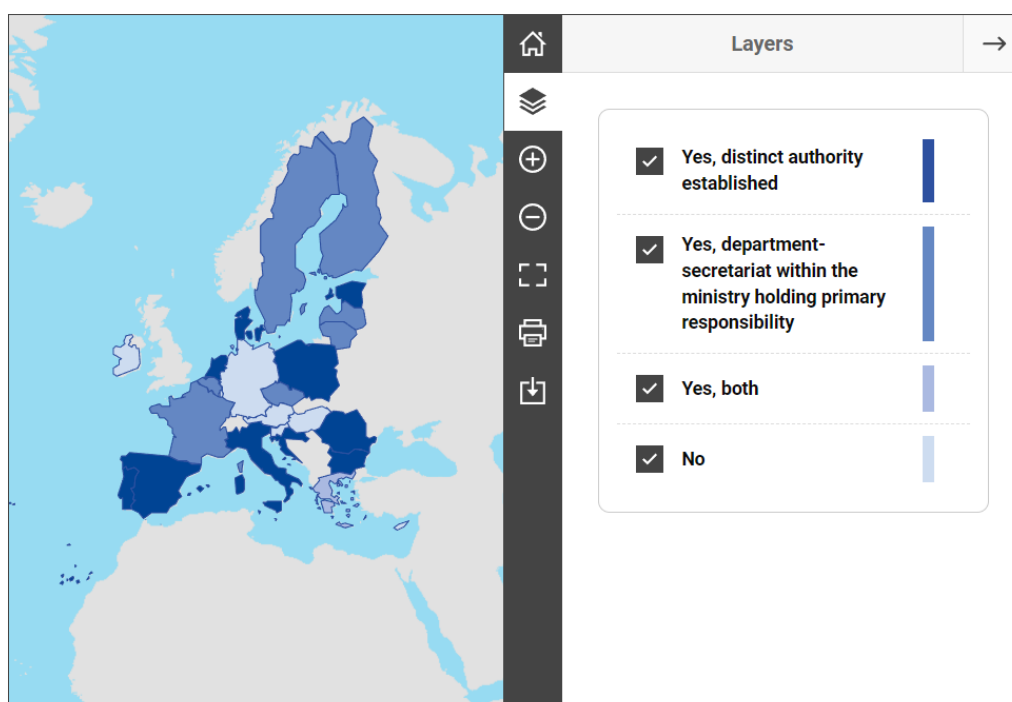 Layers
Yes, distinct authority
established
Yes, department-
secretariat within the
ministry holding primary
responsibility
Yes, both
No